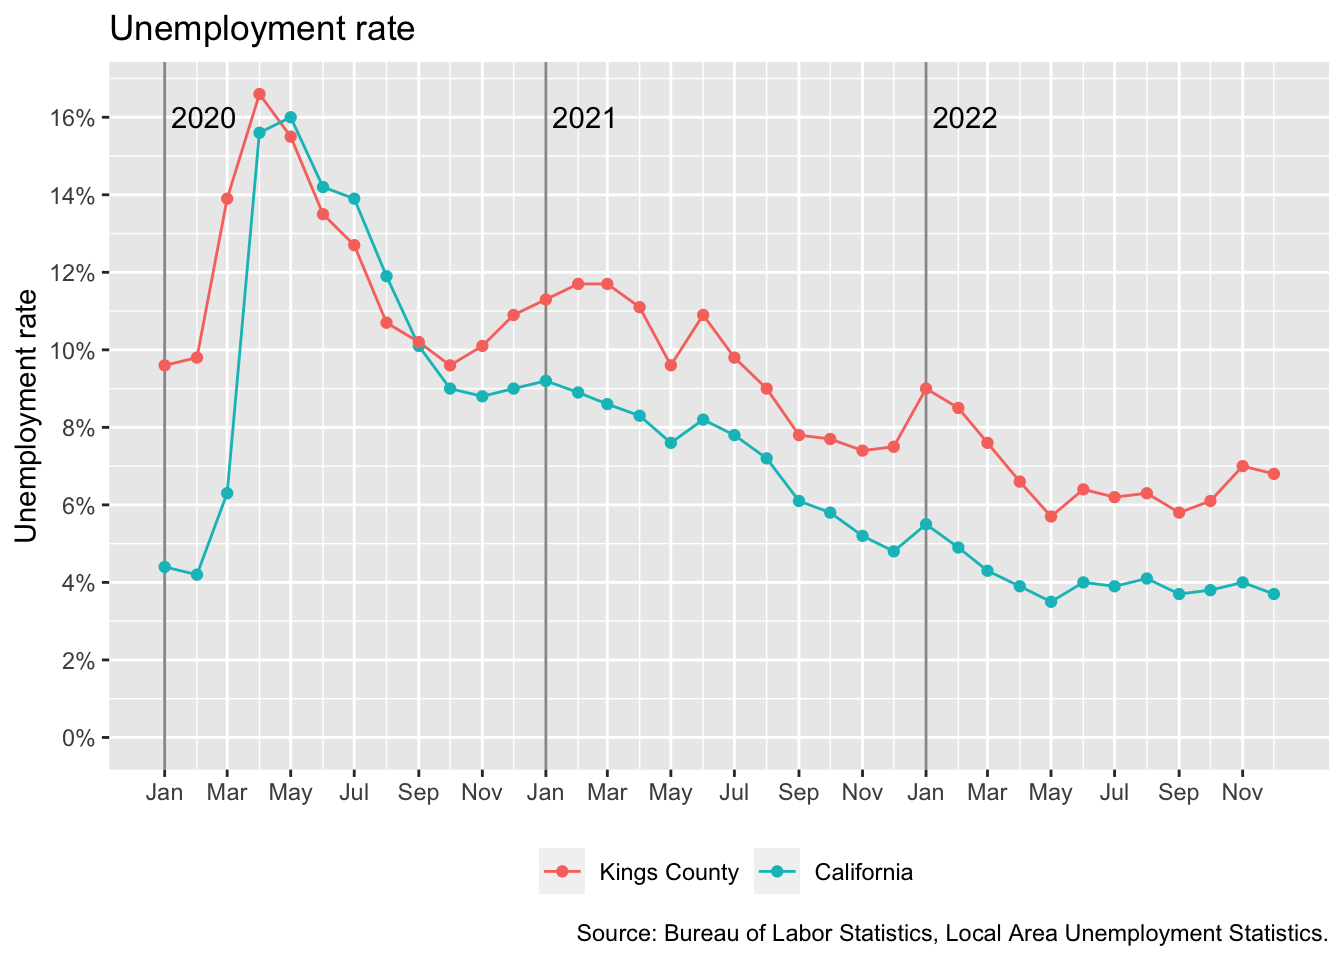 Unemployment rate
2020
2021
2022
Unemployment rate
16%
14%
12%
10%
8%
6%
4%
2%
0%
Jan Mar May Jul Sep Nov Jan Mar May Jul Sep Nov Jan Mar May Jul Sep Nov
Kings County California
Source: Bureau of Labor Statistics, Local Area Unemployment Statistics.